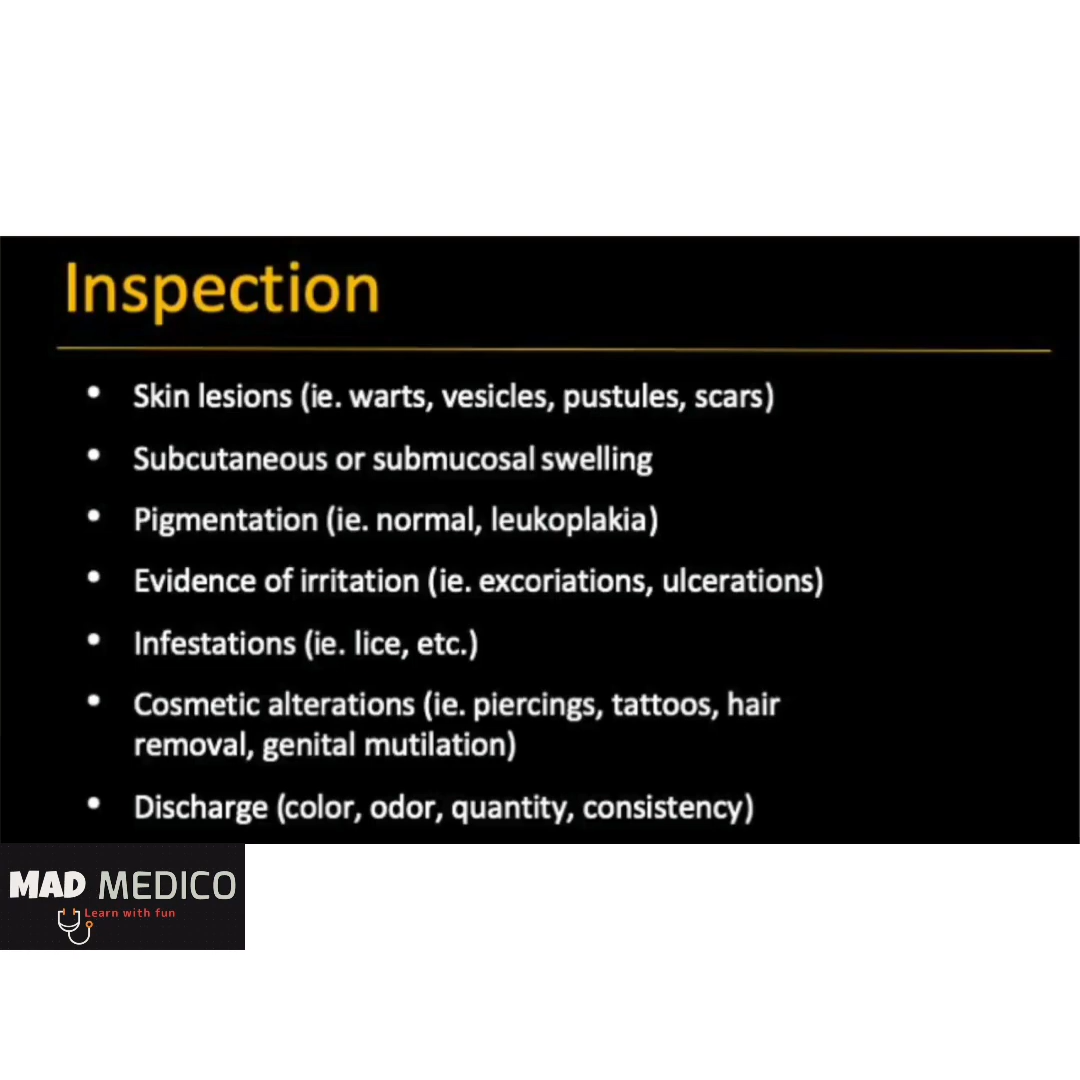 Inspection
• Skin lesions (ie. warts, vesicles, pustules, scars)
• Subcutaneous or submucosal swelling
• Pigmentation (ie. normal, leukoplakia)
• Evidence of irritation (ie. excoriations, ulcerations)
• Infestations (ie. lice, etc.)
• Cosmetic alterations (ie. piercings, tattoos, hair
removal, genital mutilation)
• Discharge (color, odor, quantity, consistency)
MAD MEDICO
Learn with fun